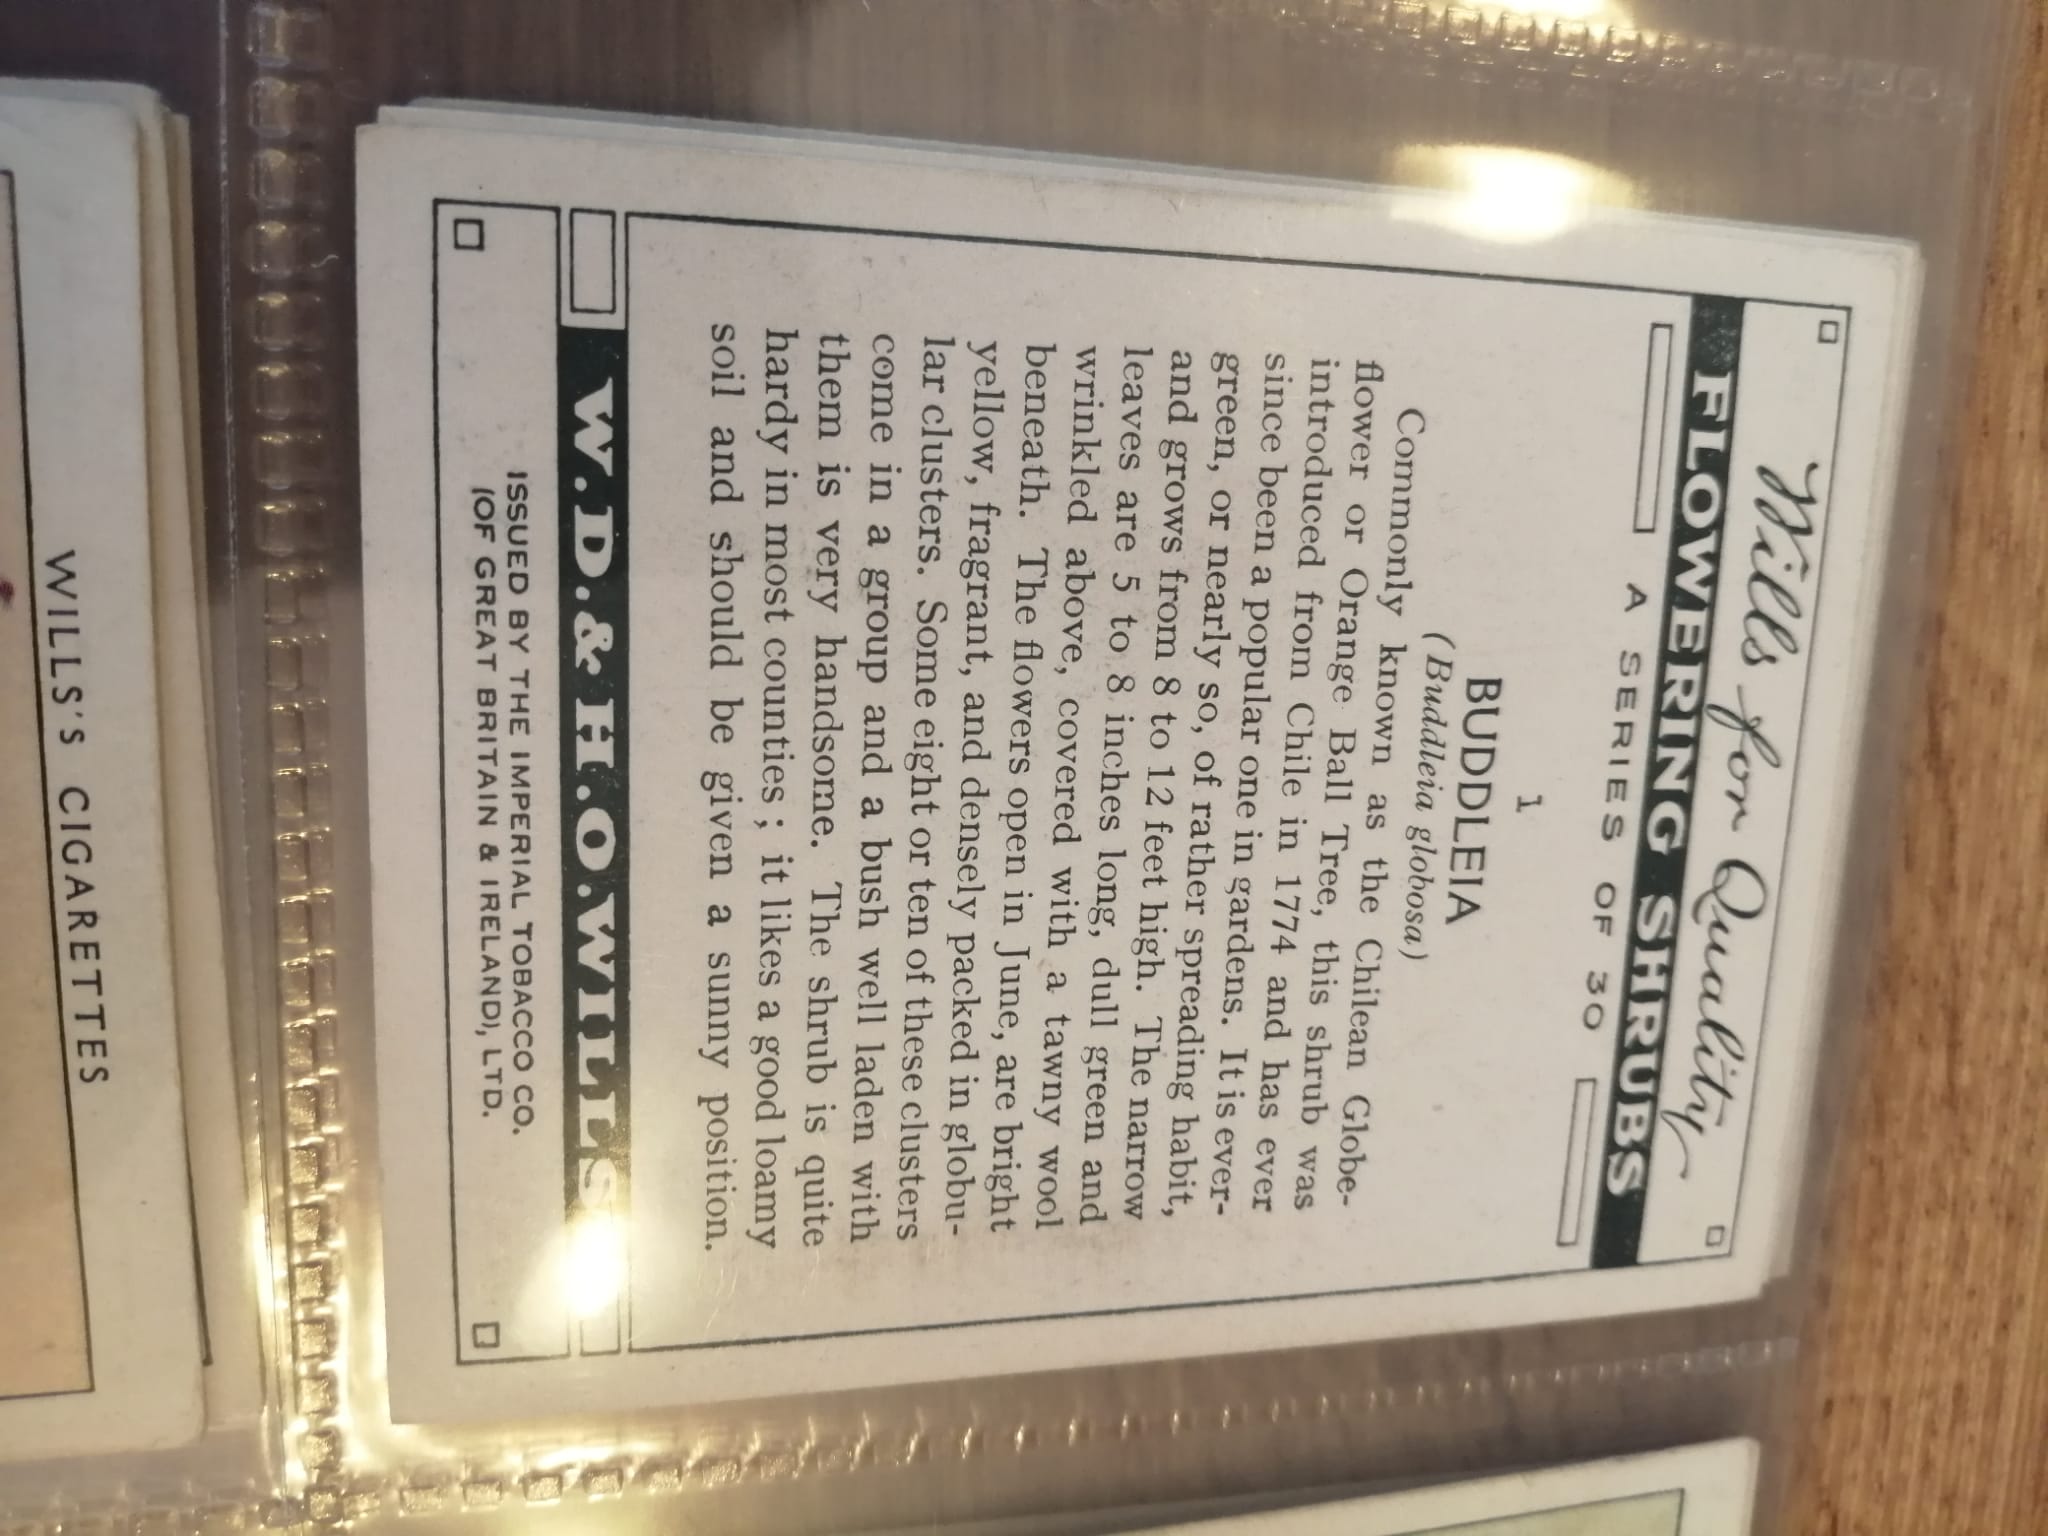 Wills for Quality
FLOWERING SHRUBS
A SERIES OF 30
1
BUDDLEIA
(Buddleia globosa)
Commonly known as the Chilean Globe-
flower or Orange Ball Tree, this shrub was
introduced from Chile in 1774 and has ever
since been a popular one in gardens. It is ever-
green, or nearly so, of rather spreading habit,
and grows from 8 to 12 feet high. The narrow
leaves are 5 to 8 inches long, dull green and
wrinkled above, covered with a tawny wool
beneath. The flowers open in June, are bright
yellow, fragrant, and densely packed in globu-
lar clusters. Some eight or ten of these clusters
come in a group and a bush well laden with
them is very handsome. The shrub is quite
hardy in most counties ; it likes a good loamy
soil and should be given a sunny position.
W.D.& H.O.WILLS
ISSUED BY THE IMPERIAL TOBACCO CO.
(OF GREAT BRITAIN & IRELAND), LTD.
WILLS'S CIGARETTES